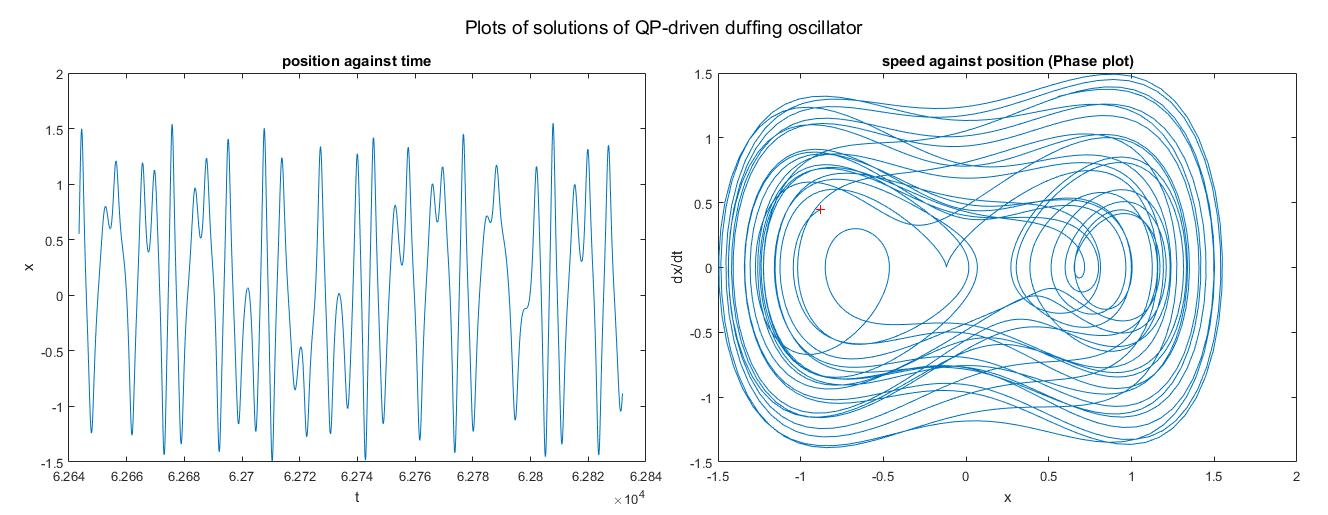 Plots of solutions of QP-driven duffing oscillator
position against time
2
1.5
1
0.5
0
-0.5
-1
-1.5
x
6.264 6.266 6.268 6.27 6.272 6.274 6.276 6.278 6.28 6.282 6.284
t
×10^4
speed against position (Phase plot)
1.5
1
0.5
0
-0.5
-1
-1.5
dx/dt
-1.5 -1 -0.5 0 0.5 1 1.5 2
x